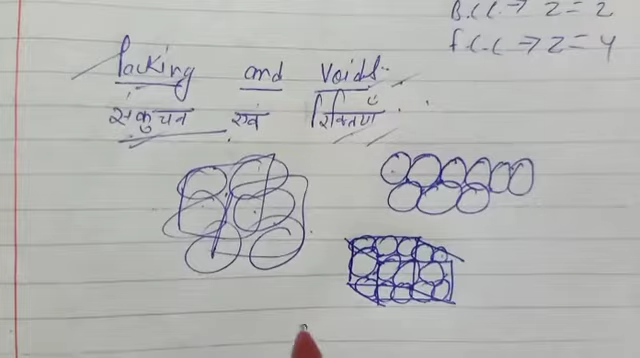 B.C.C → Z = 2
F.C.C → Z = 4
Packing and Voids.
संकुचन एवं रिक्तियां